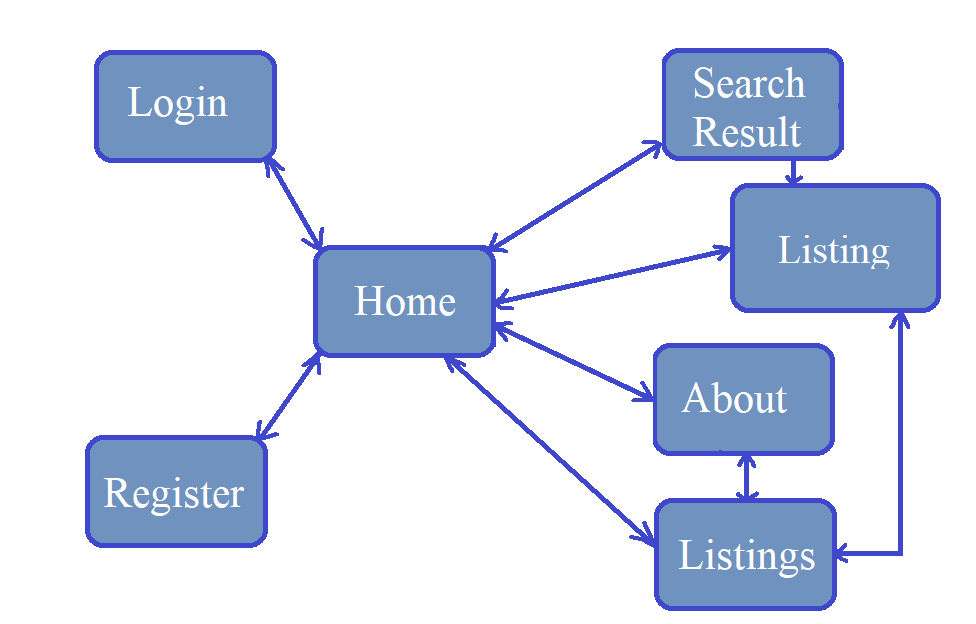 Login
Search
Result
Listing
Home
About
Register
Listings